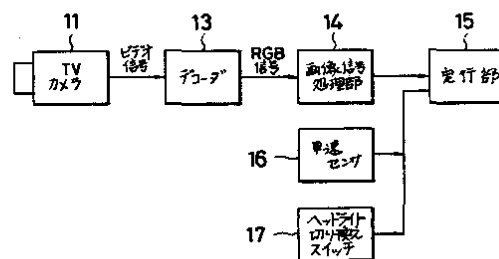 11
13
14
15
TV
カメラ
ビデオ
信号
デコーダ
RGB
信号
画像信号
処理部
実行部
16
車速
センサ
17
ヘッドライト
切り換え
スイッチ